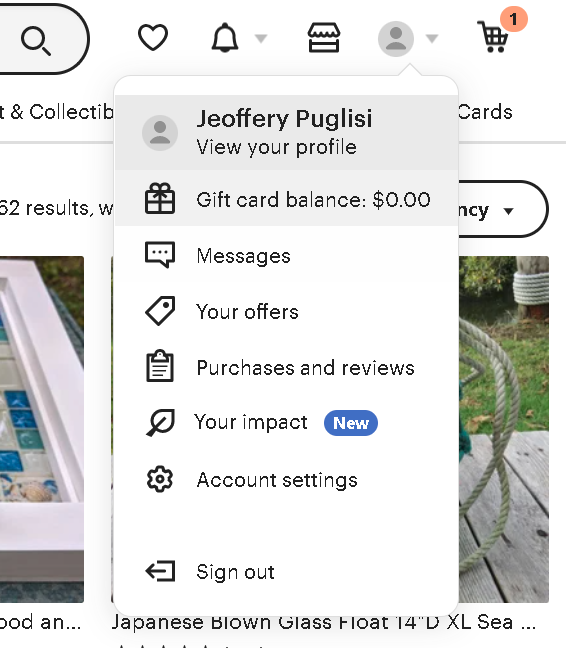 1
t & Collectib
Cards
Jeoffery Puglisi
View your profile
62 results, w
ncy
Gift card balance: $0.00
Messages
Your offers
Purchases and reviews
Your impact New
Account settings
Sign out
ood an...
Japanese Blown Glass Float 14"D XL Sea ...